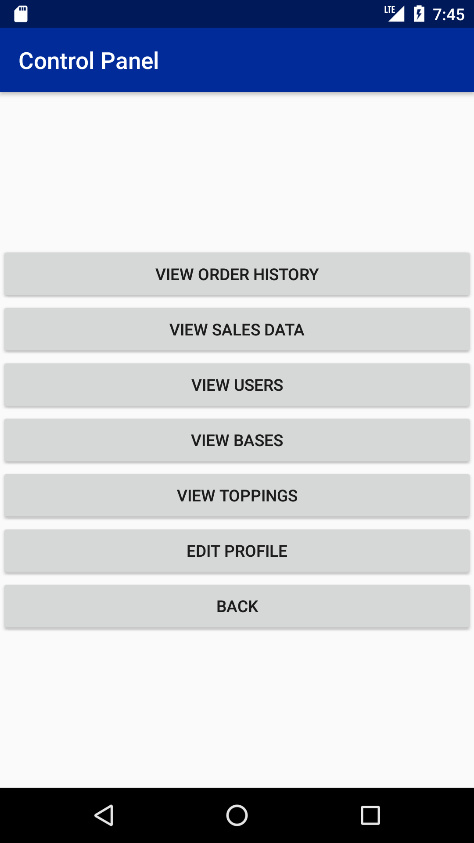 LTE 7:45
Control Panel
VIEW ORDER HISTORY
VIEW SALES DATA
VIEW USERS
VIEW BASES
VIEW TOPPINGS
EDIT PROFILE
BACK